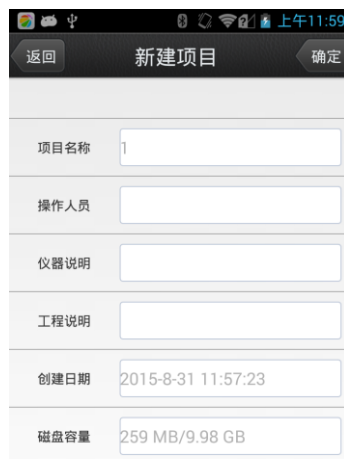 上午11:59
返回 新建项目 确定
项目名称 1
操作人员
仪器说明
工程说明
创建日期 2015-8-31 11:57:23
磁盘容量 259 MB/9.98 GB